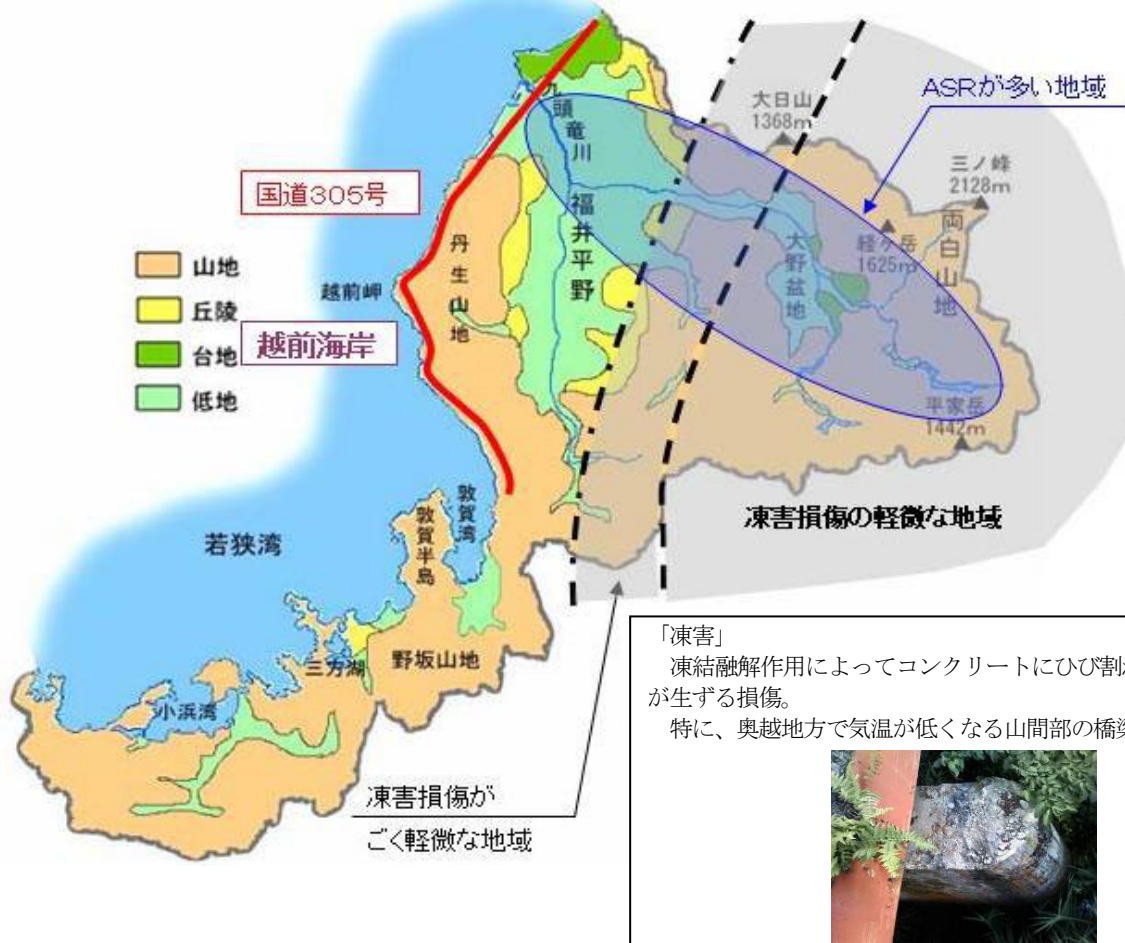 ASRが多い地域
大日山
1368m
三ノ峰
2128m
両白山地
経ヶ岳
1625m
大野盆地
平家岳
1442m
九頭竜川
福井平野
丹生山地
国道305号
越前岬
越前海岸
山地
丘陵
台地
低地
凍害損傷の軽微な地域
若狭湾
敦賀半島
敦賀湾
三方湖
野坂山地
小浜湾
凍害損傷が
ごく軽微な地域
「凍害」
凍結融解作用によってコンクリートにひび割
が生ずる損傷。
特に、奥越地方で気温が低くなる山間部の橋